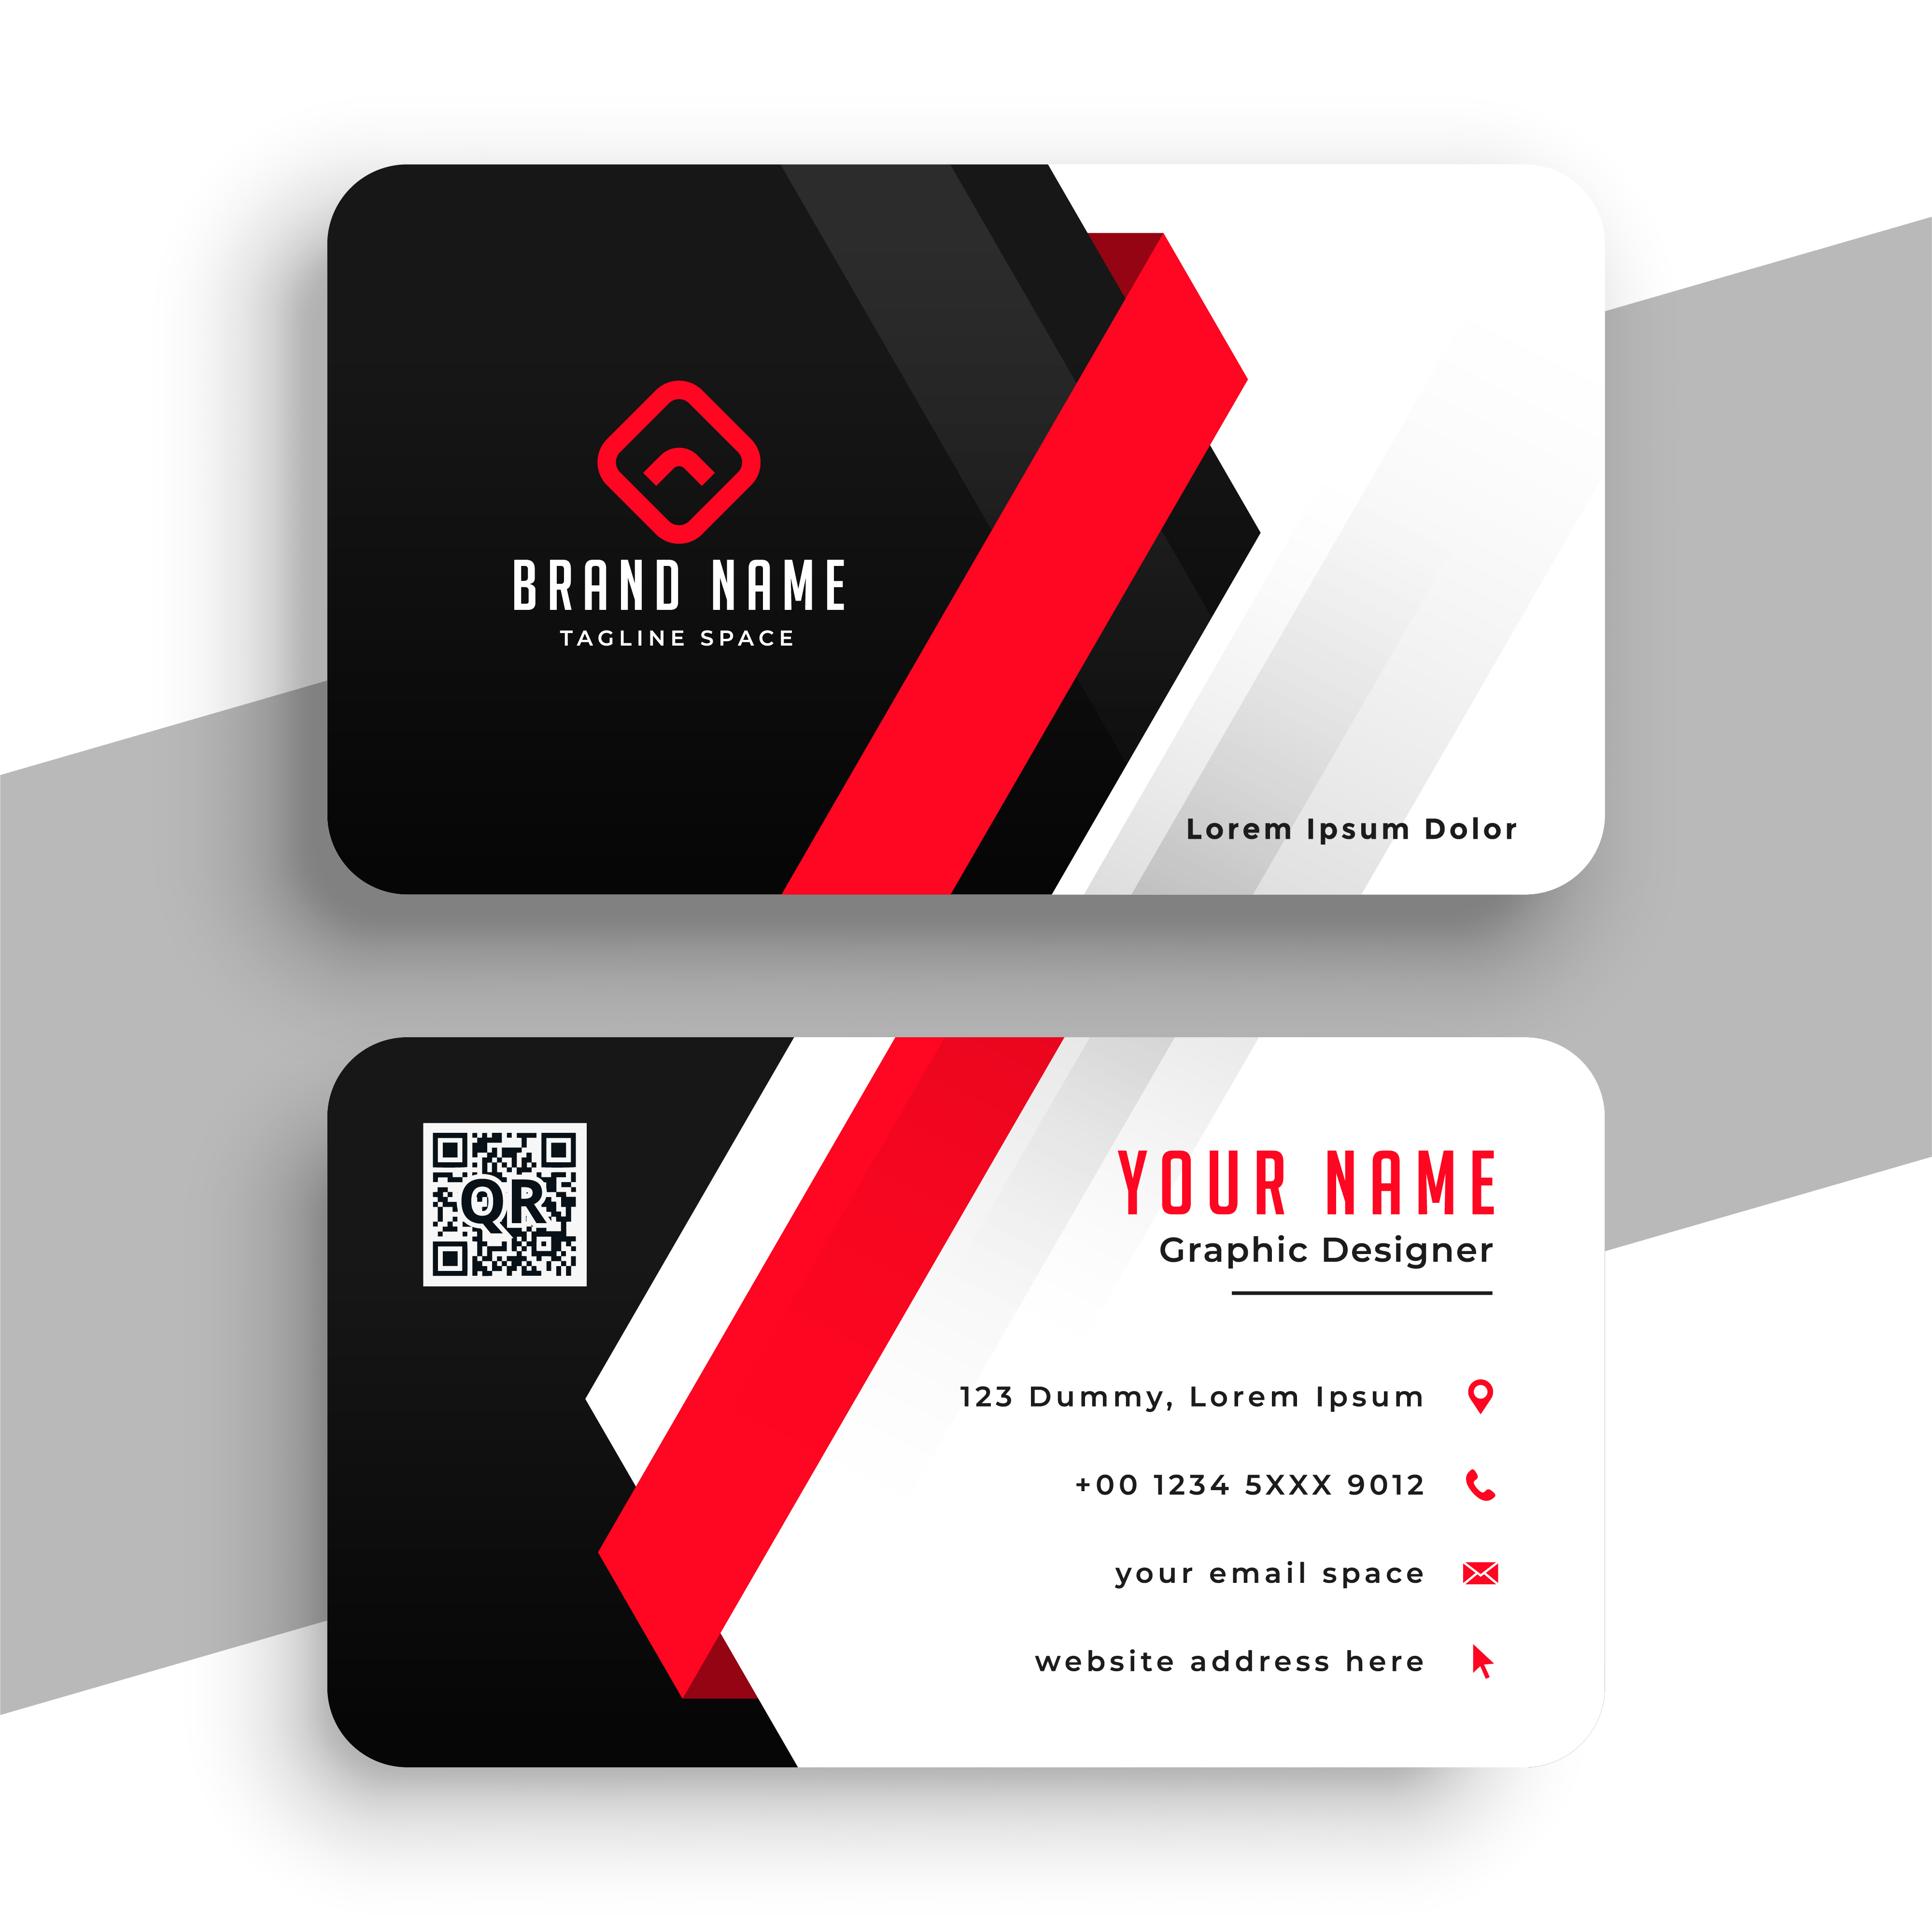 BRAND NAME
TAGLINE SPACE
Lorem Ipsum Dolor
QR
YOUR NAME
Graphic Designer
123 Dummy, Lorem Ipsum
+00 1234 5XXX 9012
your email space
website address here